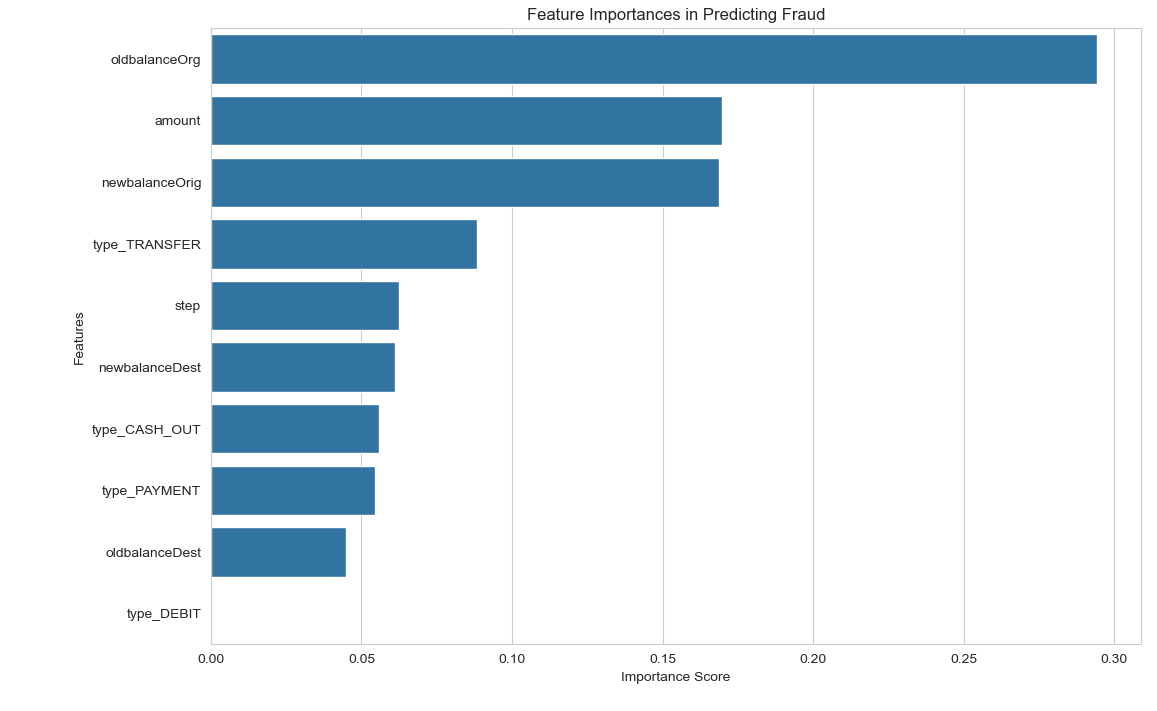 Feature Importances in Predicting Fraud
oldbalanceOrg
amount
newbalanceOrig
type_TRANSFER
step
newbalanceDest
type_CASH_OUT
type_PAYMENT
oldbalanceDest
type_DEBIT
Features
0.00 0.05 0.10 0.15 0.20 0.25 0.30
Importance Score